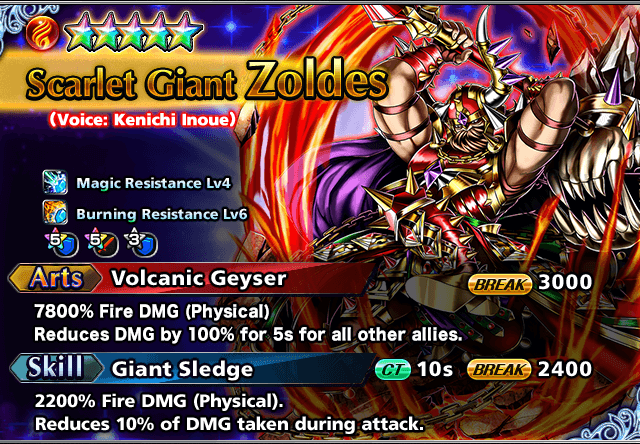 Scarlet Giant Zoldes
(Voice: Kenichi Inoue)
Magic Resistance Lv4
Burning Resistance Lv6
5 5 3
Arts Volcanic Geyser BREAK 3000
7800% Fire DMG (Physical)
Reduces DMG by 100% for 5s for all other allies.
Skill Giant Sledge CT 10s BREAK 2400
2200% Fire DMG (Physical).
Reduces 10% of DMG taken during attack.